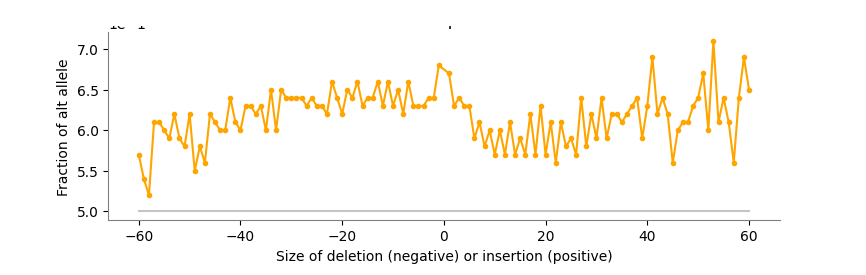 7.0
6.5
6.0
5.5
5.0
Fraction of alt allele
−60 −40 −20 0 20 40 60
Size of deletion (negative) or insertion (positive)